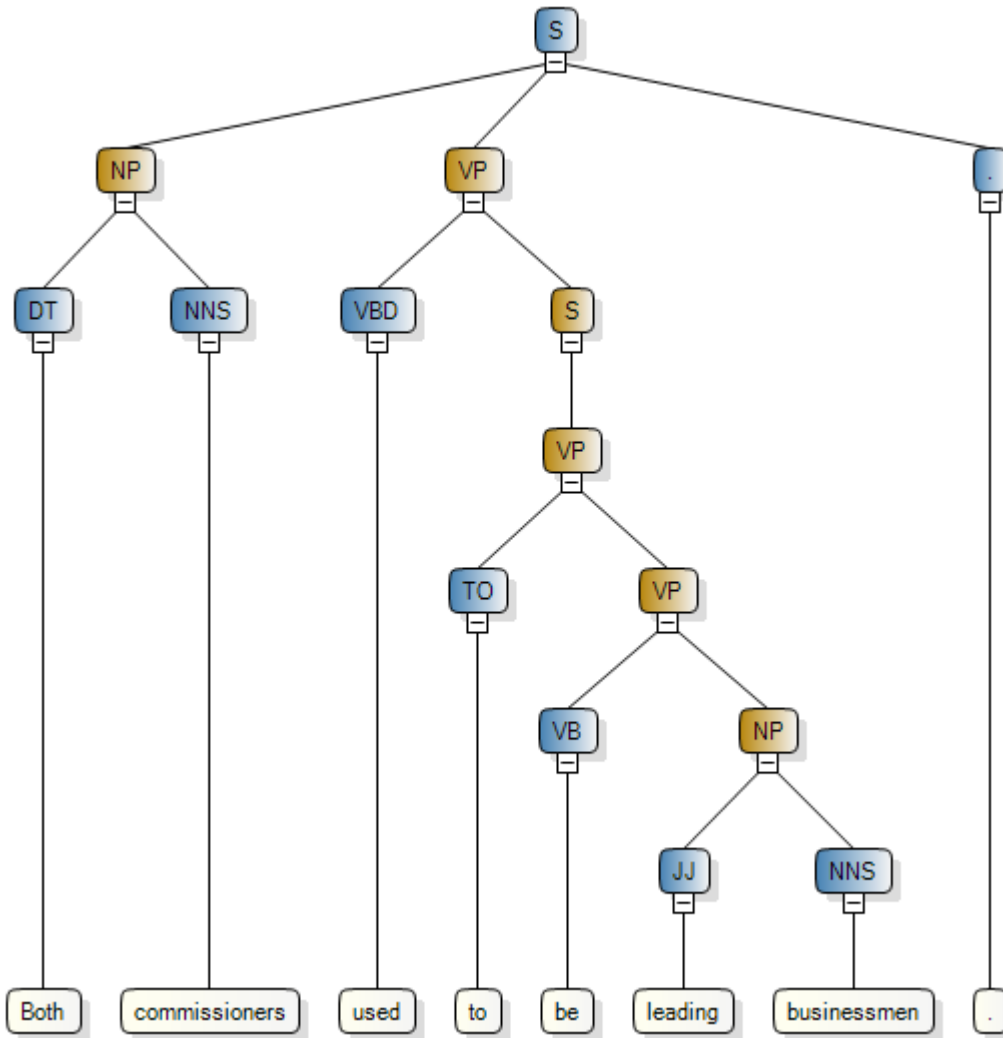 S
NP VP .
DT NNS VBD S
VP
TO VP
VB NP
JJ NNS
Both commissioners used to be leading businessmen .